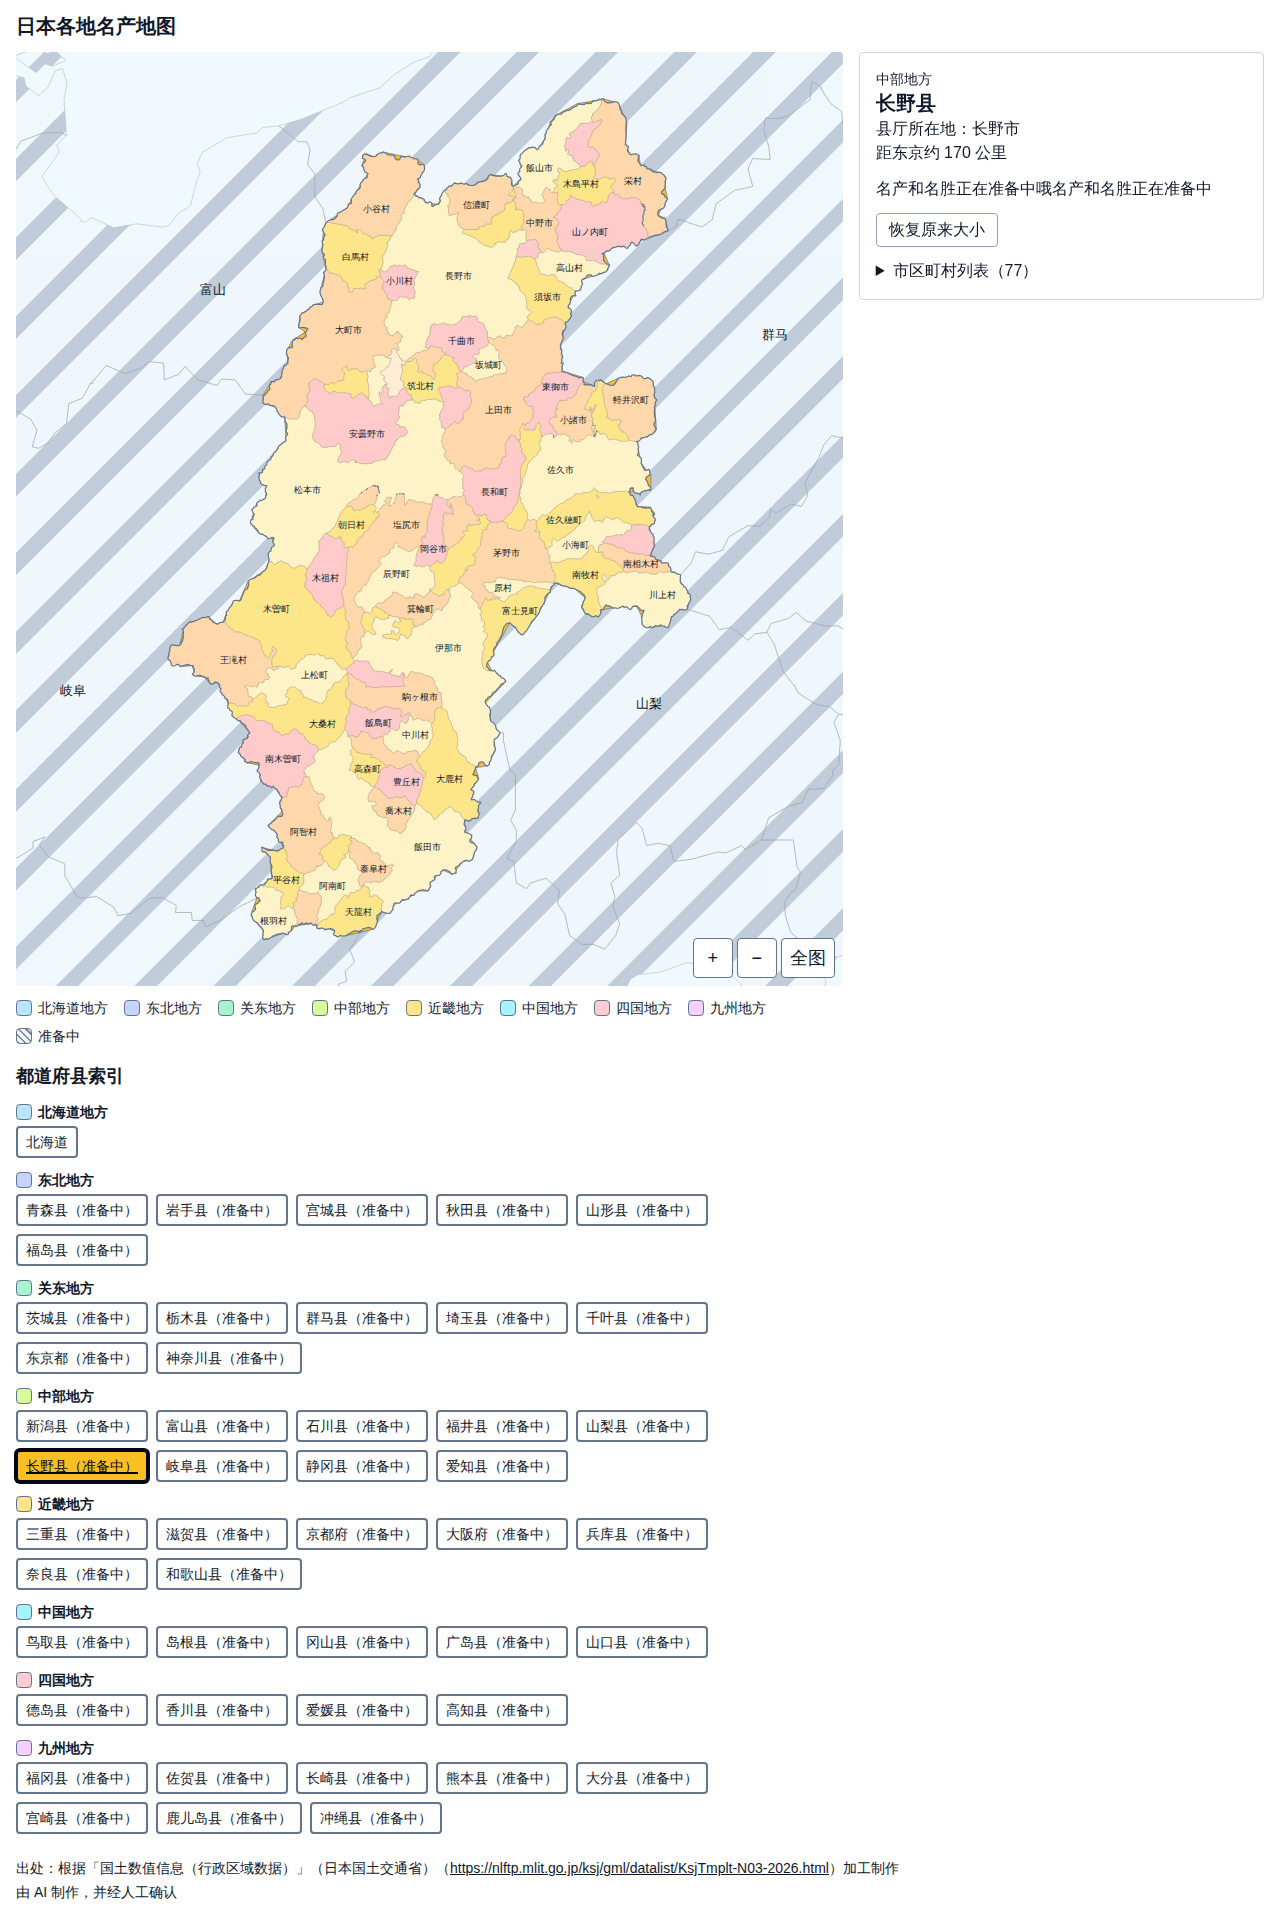 日本各地名产地图
中部地方
长野县
县厅所在地：长野市
距东京约 170 公里
名产和名胜正在准备中哦名产和名胜正在准备中
恢复原来大小
▶ 市区町村列表（77）
飯山市
木島平村
栄村
小谷村
信濃町
中野市
山ノ内町
白馬村
小川村
長野市
高山村
須坂市
富山
大町市
千曲市
群马
坂城町
筑北村
東御市
軽井沢町
上田市
小諸市
安曇野市
佐久市
松本市
長和町
朝日村
塩尻市
佐久穂町
岡谷市
茅野市
小海町
南相木村
木祖村
辰野町
南牧村
原村
川上村
木曽町
箕輪町
富士見町
伊那市
王滝村
上松町
岐阜
駒ヶ根市
山梨
大桑村
飯島町
中川村
南木曽町
高森町
豊丘村
大鹿村
喬木村
阿智村
飯田市
泰阜村
平谷村
阿南町
天龍村
根羽村
+
−
全图
北海道地方
东北地方
关东地方
中部地方
近畿地方
中国地方
四国地方
九州地方
准备中
都道府县索引
北海道地方
北海道
东北地方
青森县（准备中）
岩手县（准备中）
宫城县（准备中）
秋田县（准备中）
山形县（准备中）
福岛县（准备中）
关东地方
茨城县（准备中）
栃木县（准备中）
群马县（准备中）
埼玉县（准备中）
千叶县（准备中）
东京都（准备中）
神奈川县（准备中）
中部地方
新潟县（准备中）
富山县（准备中）
石川县（准备中）
福井县（准备中）
山梨县（准备中）
长野县（准备中）
岐阜县（准备中）
静冈县（准备中）
爱知县（准备中）
近畿地方
三重县（准备中）
滋贺县（准备中）
京都府（准备中）
大阪府（准备中）
兵库县（准备中）
奈良县（准备中）
和歌山县（准备中）
中国地方
鸟取县（准备中）
岛根县（准备中）
冈山县（准备中）
广岛县（准备中）
山口县（准备中）
四国地方
德岛县（准备中）
香川县（准备中）
爱媛县（准备中）
高知县（准备中）
九州地方
福冈县（准备中）
佐贺县（准备中）
长崎县（准备中）
熊本县（准备中）
大分县（准备中）
宫崎县（准备中）
鹿儿岛县（准备中）
冲绳县（准备中）
出处：根据「国土数值信息（行政区域数据）」（日本国土交通省）（https://nlftp.mlit.go.jp/ksj/gml/datalist/KsjTmplt-N03-2026.html）加工制作
由 AI 制作，并经人工确认